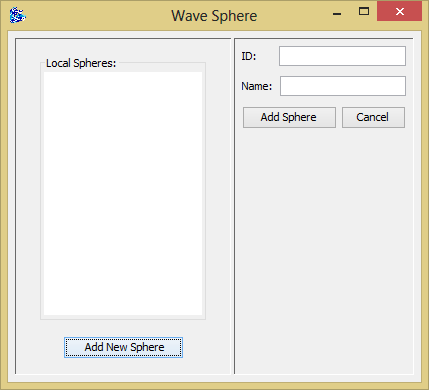 Wave Sphere
Local Spheres:
Add New Sphere
ID:
Name:
Add Sphere Cancel